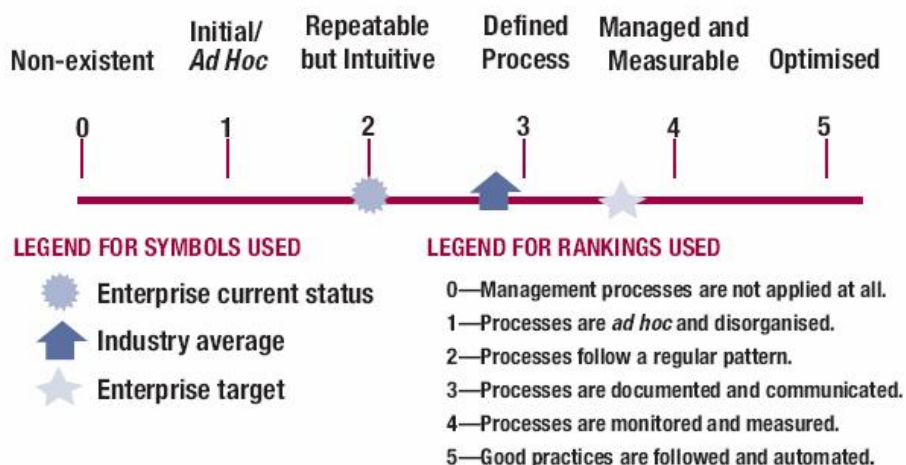 Non-existent
Initial/
Ad Hoc
Repeatable
but Intuitive
Defined
Process
Managed and
Measurable
Optimised
0
1
2
3
4
5
LEGEND FOR SYMBOLS USED
Enterprise current status
Industry average
Enterprise target
LEGEND FOR RANKINGS USED
0—Management processes are not applied at all.
1—Processes are ad hoc and disorganised.
2—Processes follow a regular pattern.
3—Processes are documented and communicated.
4—Processes are monitored and measured.
5—Good practices are followed and automated.